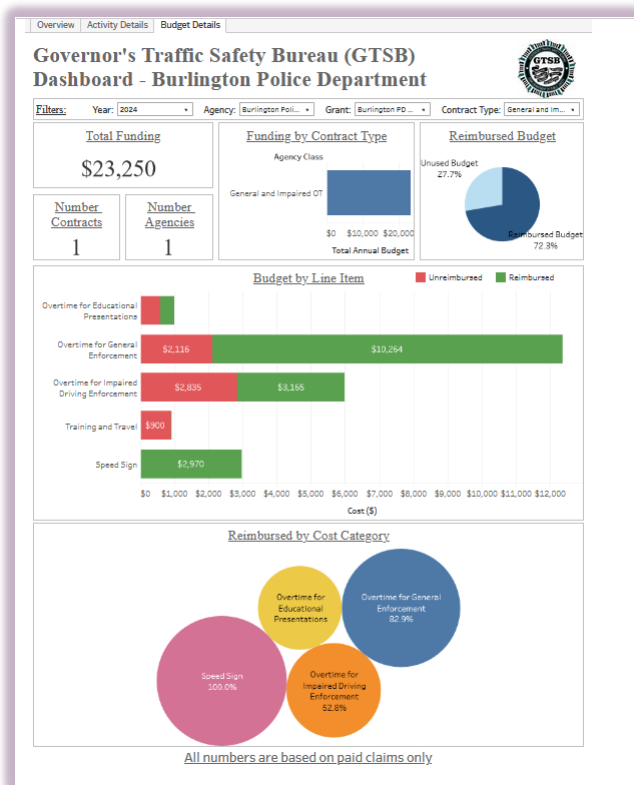 Overview
Activity Details
Budget Details
Governor's Traffic Safety Bureau (GTSB)
Dashboard - Burlington Police Department
GTSB
Filters:
Year: 2024
Agency: Burlington Poli...
Grant: Burlington PD ...
Contract Type: General and Im...
Total Funding
$23,250
Number
Contracts
1
Number
Agencies
1
Funding by Contract Type
Agency Class
General and Impaired OT
$0 $10,000 $20,000
Total Annual Budget
Reimbursed Budget
Unused Budget
27.7%
Reimbursed Budget
72.3%
Budget by Line Item
Unreimbursed
Reimbursed
Overtime for Educational
Presentations
Overtime for General
Enforcement
$2,116
$10,264
Overtime for Impaired
Driving Enforcement
$2,835
$3,165
Training and Travel
$900
Speed Sign
$2,970
$0 $1,000 $2,000 $3,000 $4,000 $5,000 $6,000 $7,000 $8,000 $9,000 $10,000 $11,000 $12,000
Cost ($)
Reimbursed by Cost Category
Overtime for
Educational
Presentations
Overtime for General
Enforcement
82.9%
Speed Sign
100.0%
Overtime for
Impaired Driving
Enforcement
52.8%
All numbers are based on paid claims only